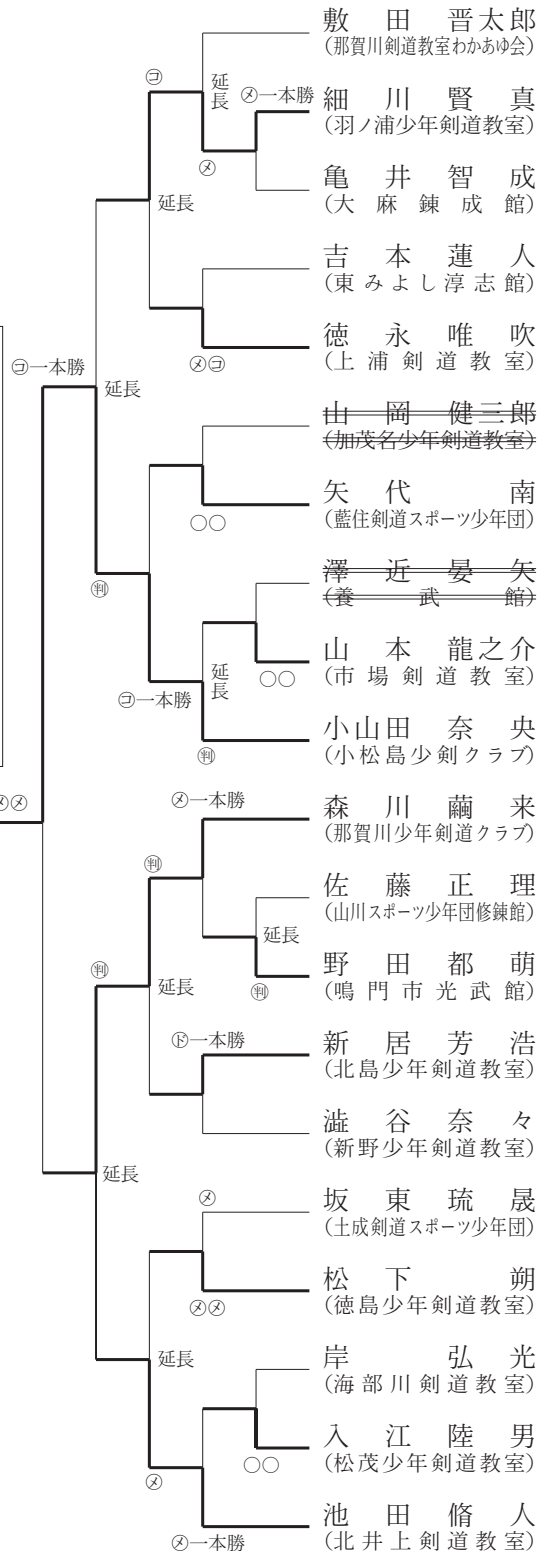 敷田晋太郎
(那賀川剣道教室わかあゆ会)
㋙
延長
㋱一本勝
細川賢真
(羽ノ浦少年剣道教室)
㋱
亀井智成
(大麻錬成館)
延長
吉本蓮人
(東みよし淳志館)
徳永唯吹
(上浦剣道教室)
㋱㋙
㋙一本勝
延長
山岡健三郎
(加茂名少年剣道教室)
矢代南
(藍住剣道スポーツ少年団)
○○
澤近晏矢
(養武館)
㊞判
山本龍之介
(市場剣道教室)
○○
延長
㋙一本勝
小山田奈央
(小松島少剣クラブ)
判
㋱一本勝
㋱㋱
森川繭来
(那賀川少年剣道クラブ)
判
佐藤正理
(山川スポーツ少年団修錬館)
延長
野田都萌
(鳴門市光武館)
判
判
延長
㋣一本勝
新居芳浩
(北島少年剣道教室)
澁谷奈々
(新野少年剣道教室)
延長
㋱
坂東琉晟
(土成剣道スポーツ少年団)
松下朔
(徳島少年剣道教室)
㋱㋱
延長
岸弘光
(海部川剣道教室)
入江陸男
(松茂少年剣道教室)
○○
㋱
池田脩人
(北井上剣道教室)
㋱一本勝